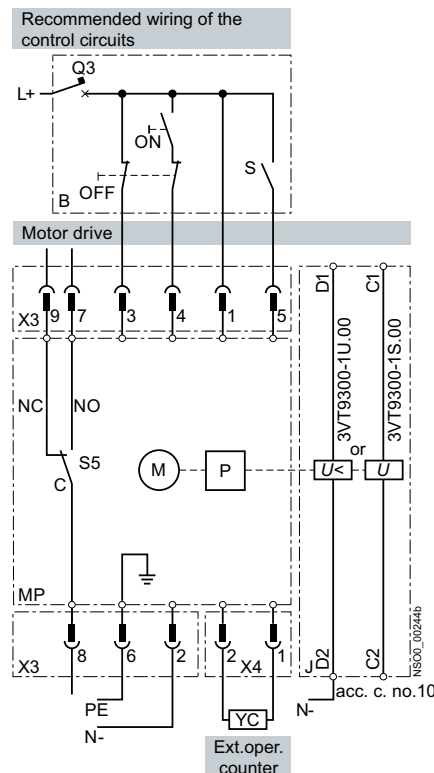 Recommended wiring of the
control circuits
Q3
L+
ON
S
OFF
B
Motor drive
D1
C1
X3
9
7
3
4
1
5
3VT9300-1U.00
3VT9300-1S.00
NC
NO
S5
C
M
P
or
U<
U
MP
X3
8
6
2
X4
2
1
J
D2
C2
NSO0_00244b
PE
N-
YC
N-
acc. c. no.10
Ext.oper.
counter